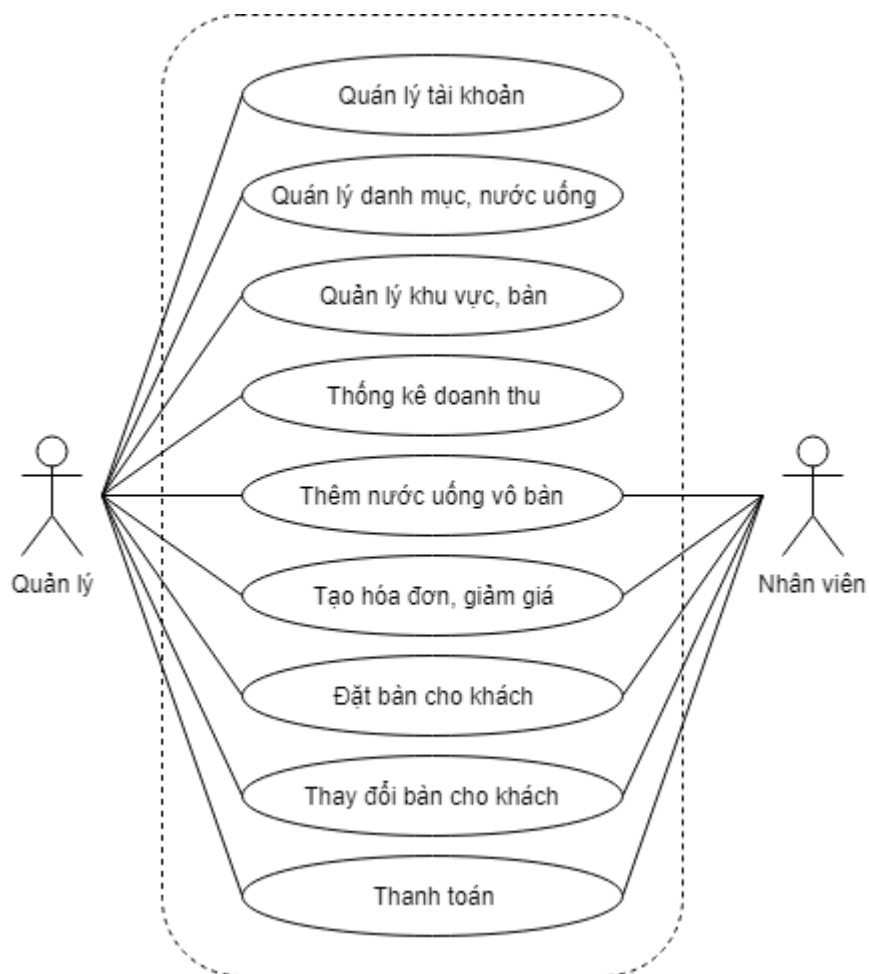 Quán lý tài khoản
Quán lý danh mục, nước uống
Quản lý khu vực, bàn
Thống kê doanh thu
Thêm nước uống vô bàn
Tạo hóa đơn, giảm giá
Đặt bàn cho khách
Thay đổi bàn cho khách
Thanh toán
Quản lý
Nhân viên